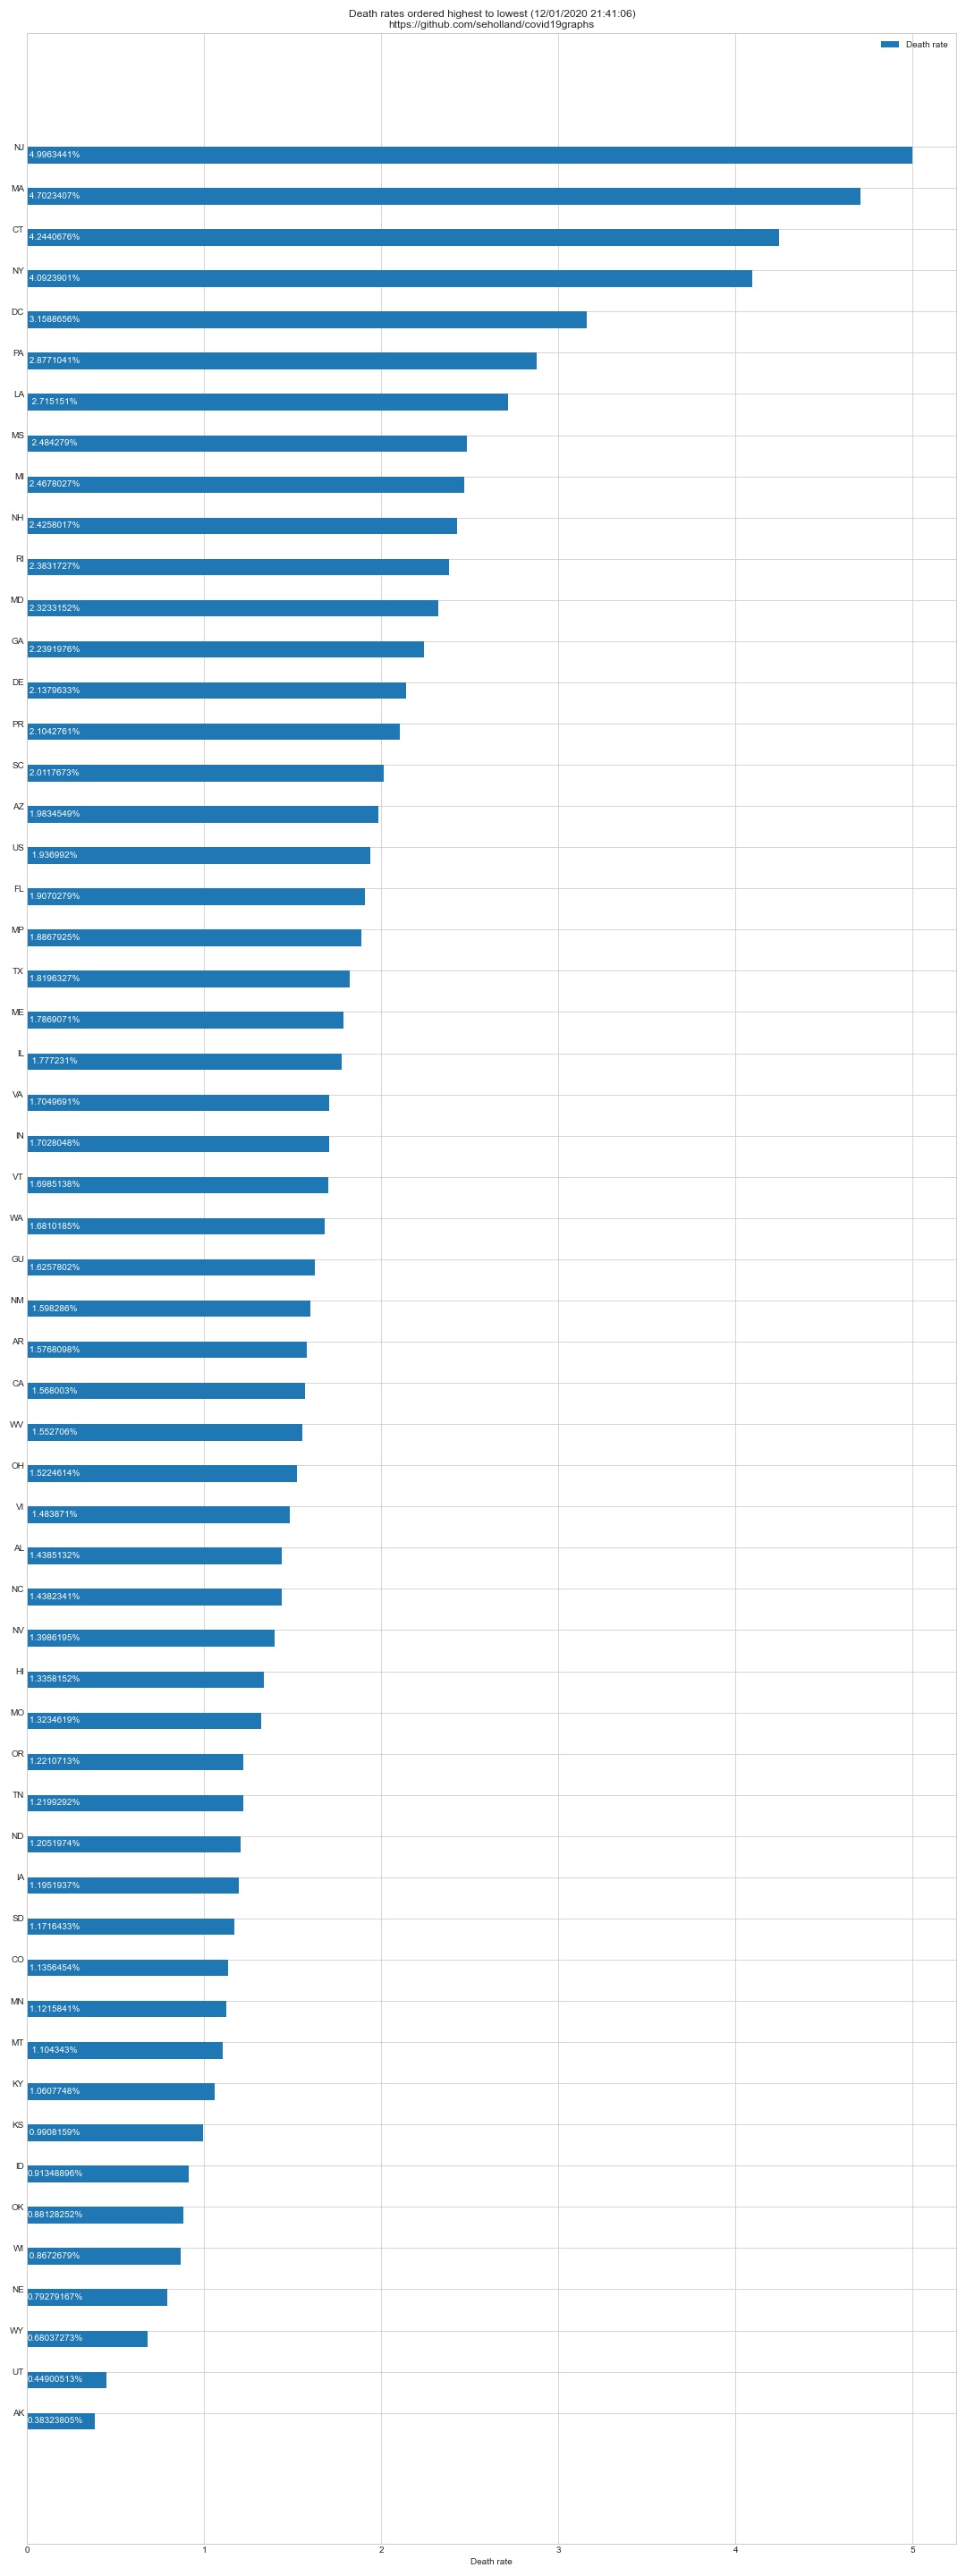 Death rates ordered highest to lowest (12/01/2020 21:41:06)
https://github.com/seholland/covid19graphs
Death rate
NJ 4.9963441%
MA 4.7023407%
CT 4.2440676%
NY 4.0923901%
DC 3.1588656%
PA 2.8771041%
LA 2.715151%
MS 2.484279%
MI 2.4678027%
NH 2.4258017%
RI 2.3831727%
MD 2.3233152%
GA 2.2391976%
DE 2.1379633%
PR 2.1042761%
SC 2.0117673%
AZ 1.9834549%
US 1.936992%
FL 1.9070279%
MP 1.8867925%
TX 1.8196327%
ME 1.7869071%
IL 1.777231%
VA 1.7049691%
IN 1.7028048%
VT 1.6985138%
WA 1.6810185%
GU 1.6257802%
NM 1.598286%
AR 1.5768098%
CA 1.568003%
WV 1.552706%
OH 1.5224614%
VI 1.483871%
AL 1.4385132%
NC 1.4382341%
NV 1.3986195%
HI 1.3358152%
MO 1.3234619%
OR 1.2210713%
TN 1.2199292%
ND 1.2051974%
IA 1.1951937%
SD 1.1716433%
CO 1.1356454%
MN 1.1215841%
MT 1.104343%
KY 1.0607748%
KS 0.9908159%
ID 0.91348896%
OK 0.88128252%
WI 0.8672679%
NE 0.79279167%
WY 0.68037273%
UT 0.44900513%
AK 0.38323805%
0 1 2 3 4 5
Death rate